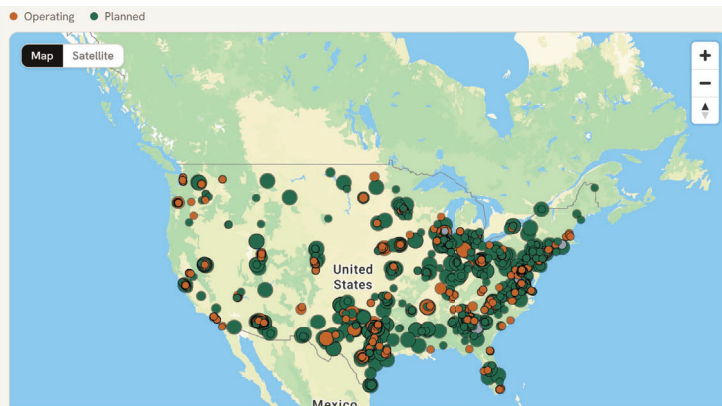 Operating Planned
Map Satellite
+
−
United
States
Mexico